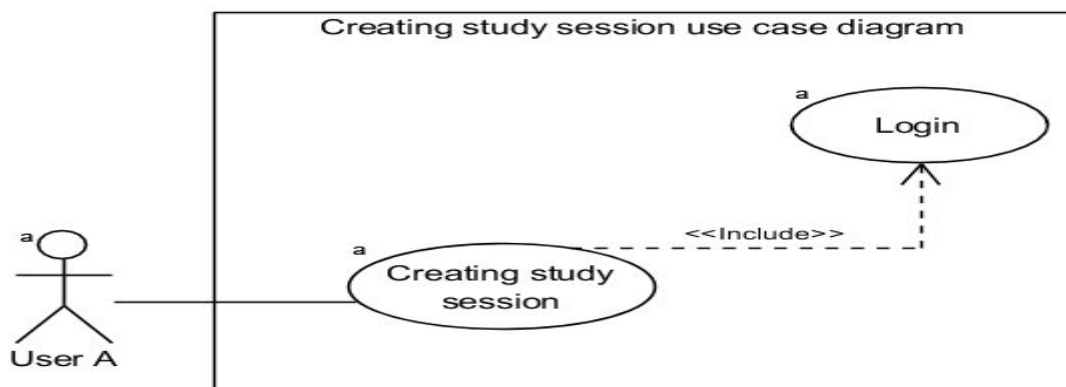 Creating study session use case diagram
a
Login
<<Include>>
a
a
Creating study
session
User A